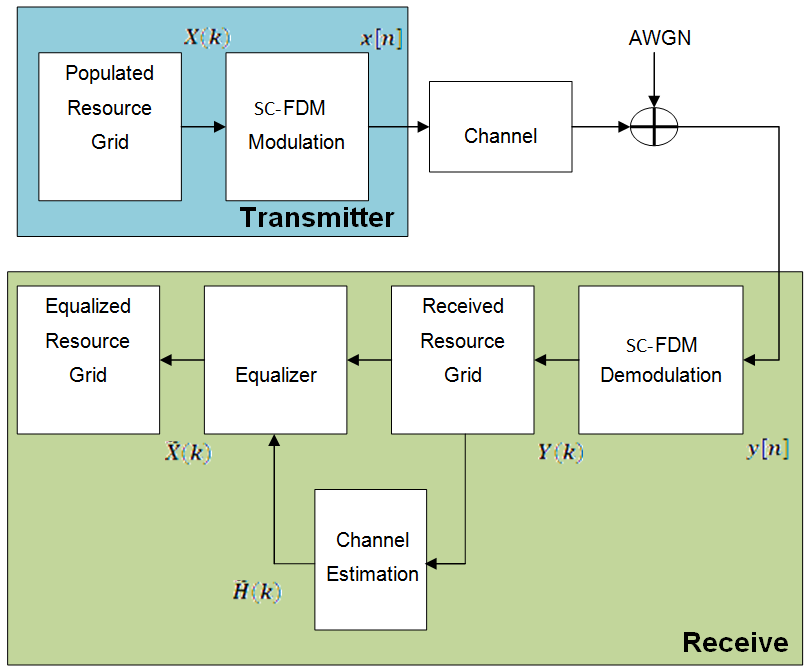 X(k)
x[n]
Populated
Resource
Grid
SC-FDM
Modulation
Transmitter
Channel
AWGN
Equalized
Resource
Grid
Equalizer
Received
Resource
Grid
SC-FDM
Demodulation
X̃(k)
Y(k)
y[n]
Channel
Estimation
H̃(k)
Receive